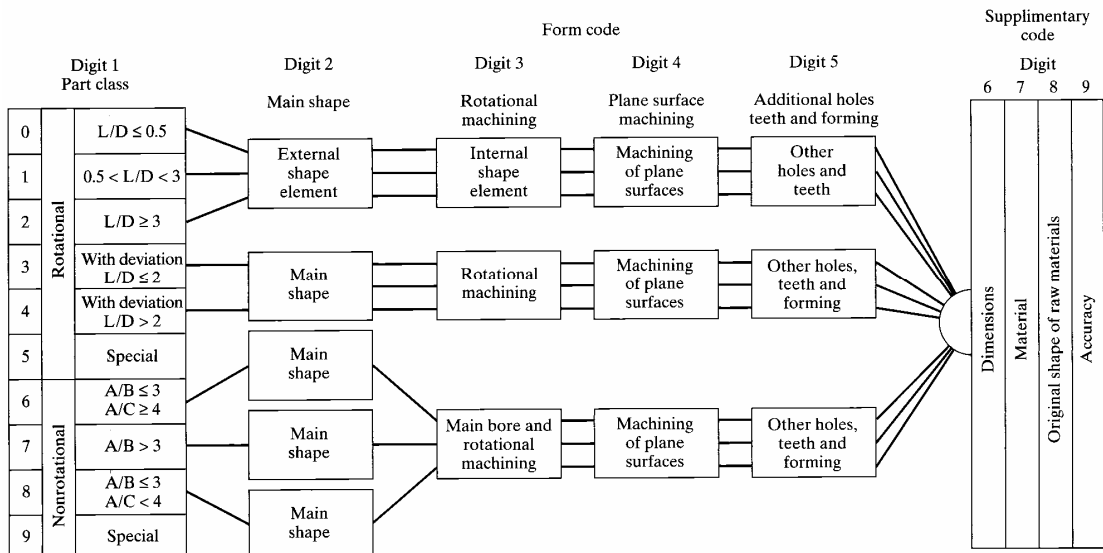 Form code
Supplimentary
code
Digit 1
Part class
Digit 2
Main shape
Digit 3
Rotational
machining
Digit 4
Plane surface
machining
Digit 5
Additional holes
teeth and forming
Digit
6 7 8 9
Rotational
Nonrotational
0 L/D ≤ 0.5
1 0.5 < L/D < 3
2 L/D ≥ 3
3 With deviation
L/D ≤ 2
4 With deviation
L/D > 2
5 Special
6 A/B ≤ 3
A/C ≥ 4
7 A/B > 3
8 A/B ≤ 3
A/C < 4
9 Special
External
shape
element
Internal
shape
element
Machining
of plane
surfaces
Other
holes and
teeth
Main
shape
Rotational
machining
Machining
of plane
surfaces
Other holes,
teeth and
forming
Main
shape
Main
shape
Main
shape
Main bore and
rotational
machining
Machining
of plane
surfaces
Other holes,
teeth and
forming
Dimensions
Material
Original shape of raw materials
Accuracy